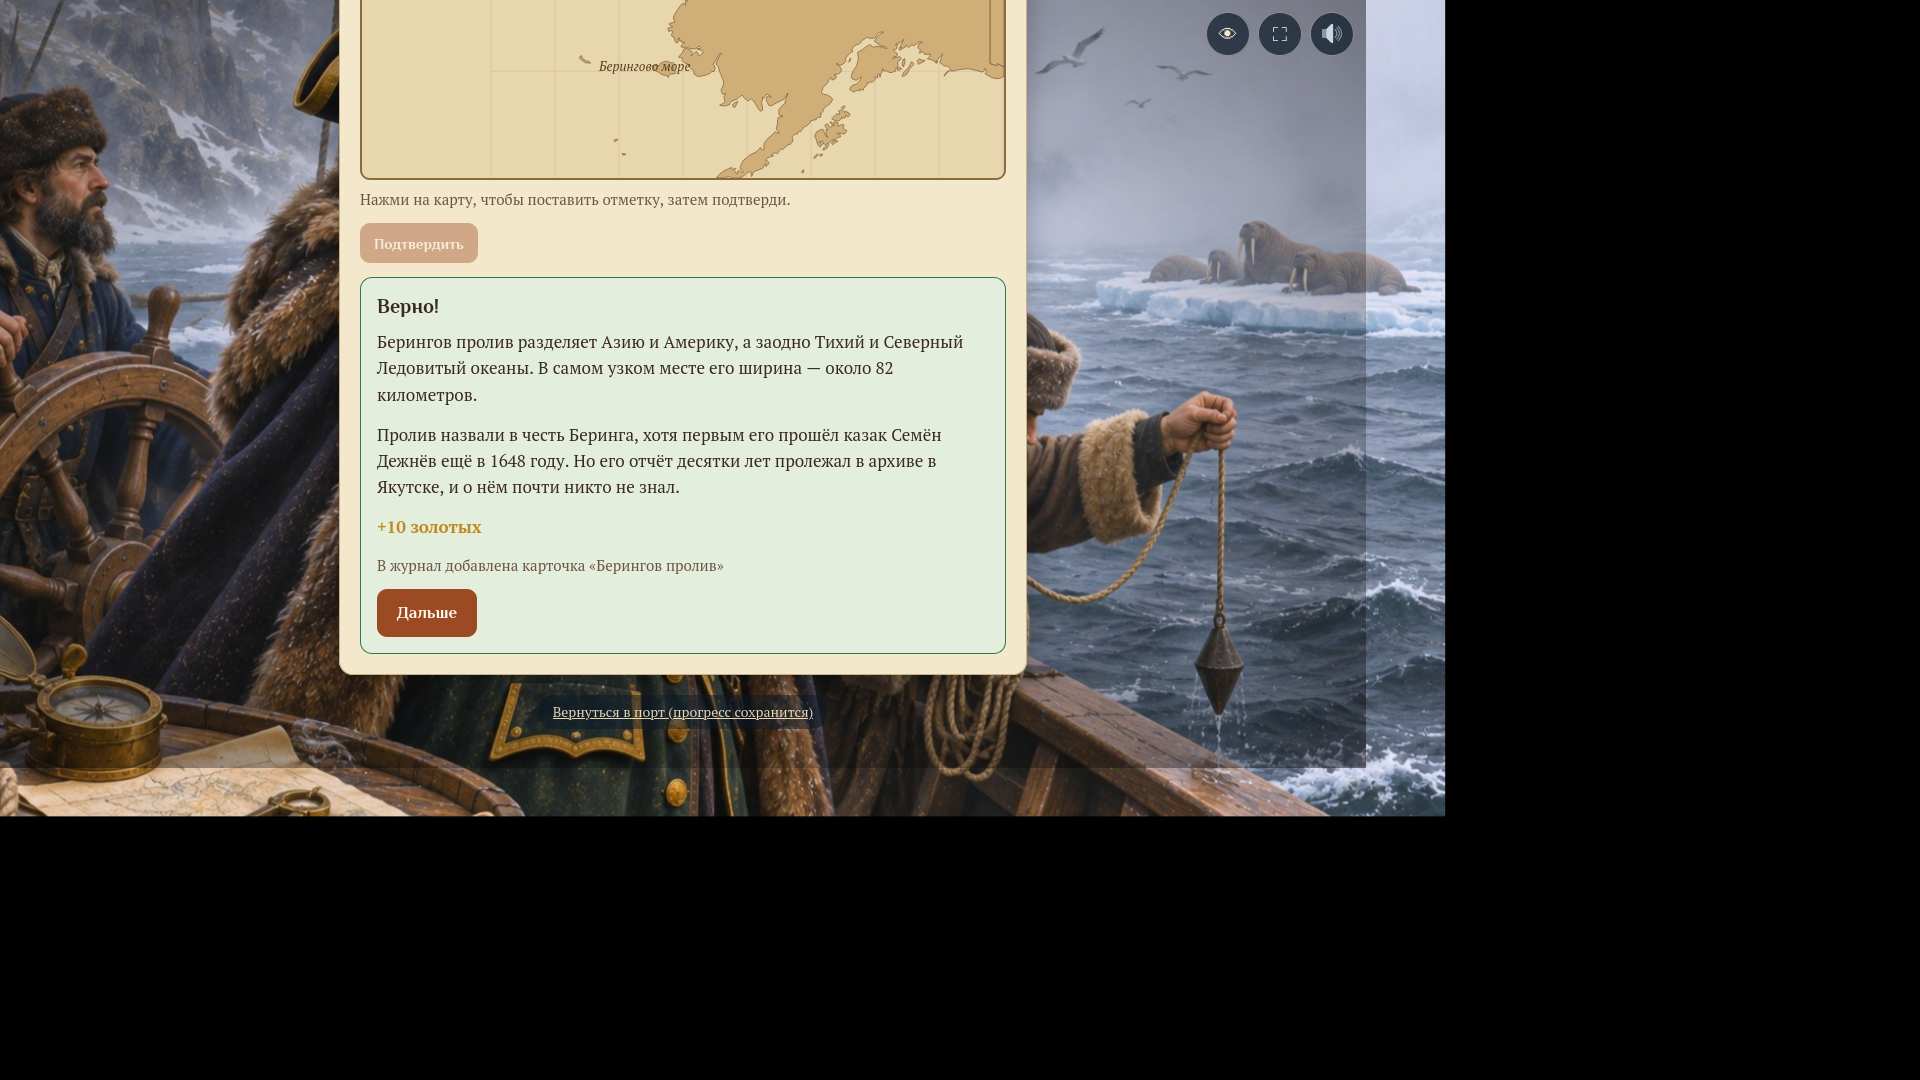 Берингово море
Нажми на карту, чтобы поставить отметку, затем подтверди.
Подтвердить
Верно!
Берингов пролив разделяет Азию и Америку, а заодно Тихий и Северный
Ледовитый океаны. В самом узком месте его ширина — около 82
километров.
Пролив назвали в честь Беринга, хотя первым его прошёл казак Семён
Дежнёв ещё в 1648 году. Но его отчёт десятки лет пролежал в архиве в
Якутске, и о нём почти никто не знал.
+10 золотых
В журнал добавлена карточка «Берингов пролив»
Дальше
Вернуться в порт (прогресс сохранится)